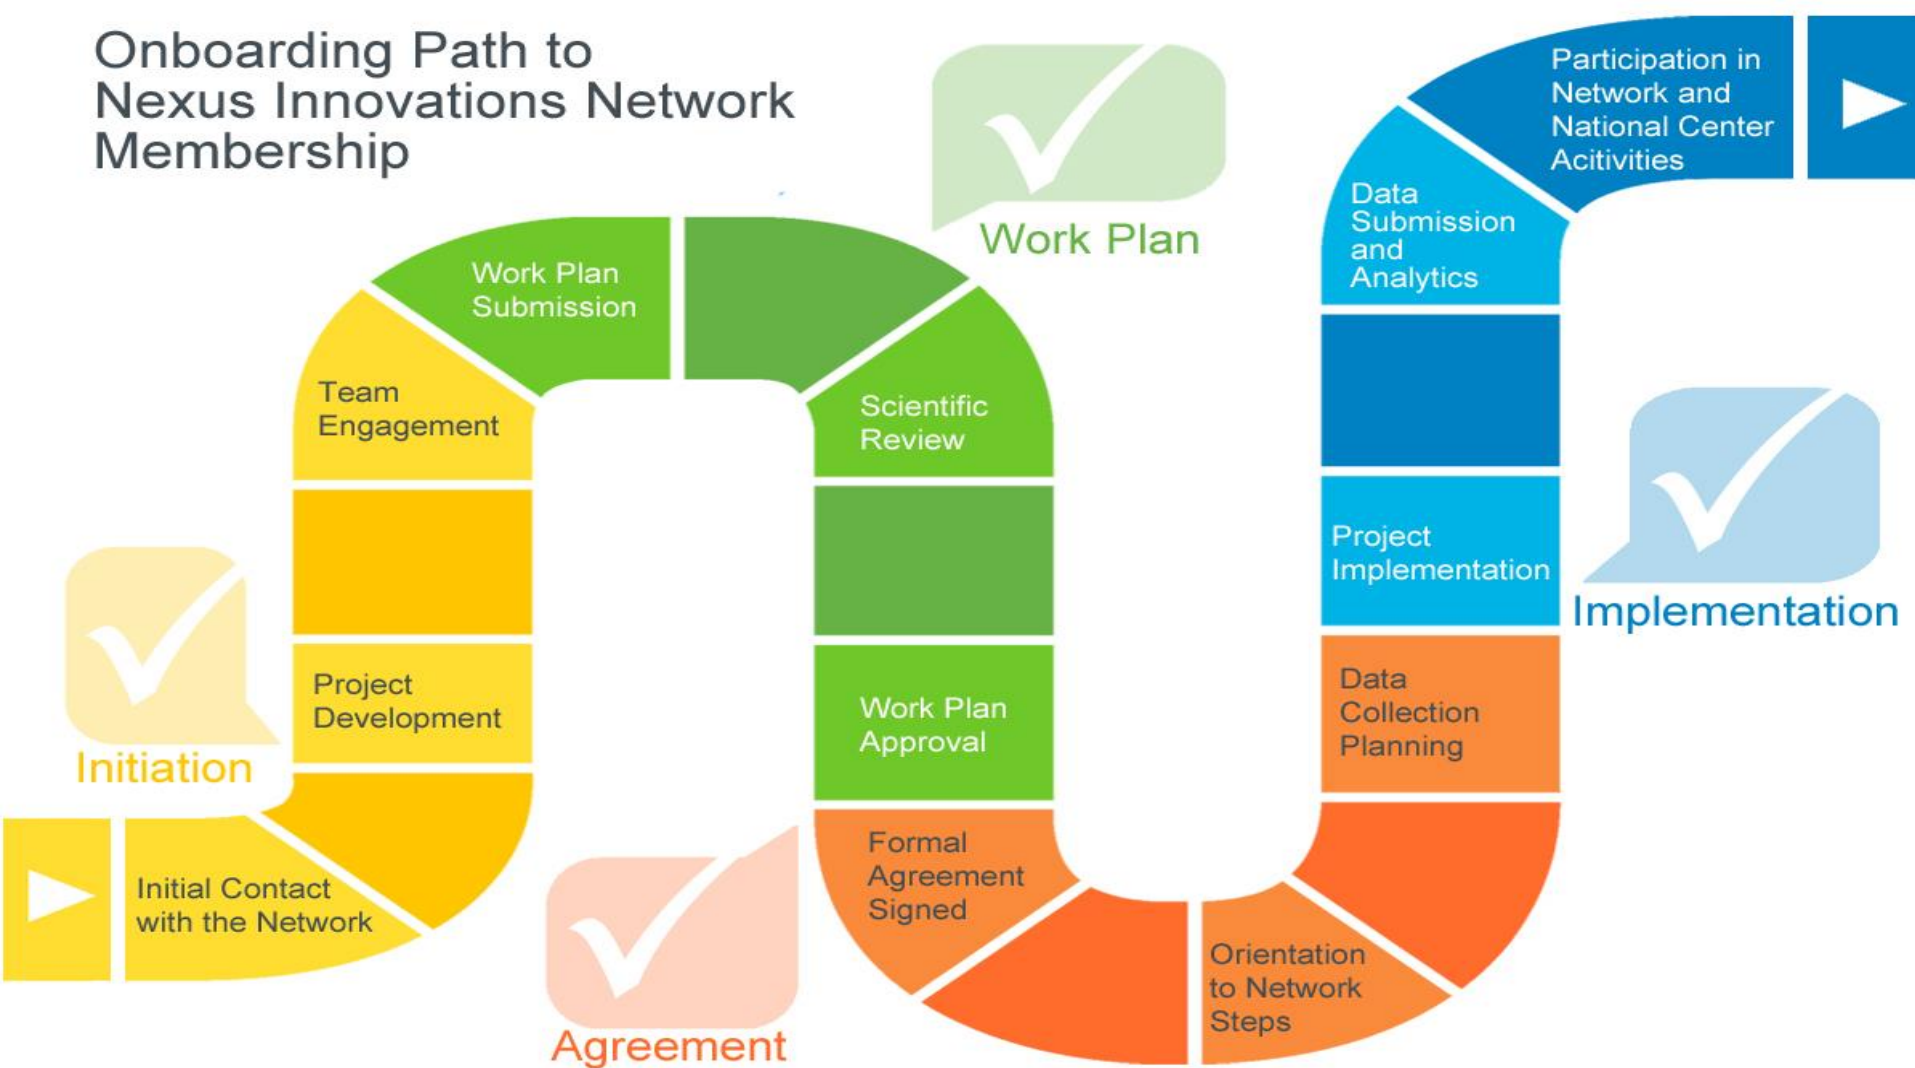 Onboarding Path to
Nexus Innovations Network
Membership
Initial Contact
with the Network
Initiation
Project
Development
Team
Engagement
Work Plan
Submission
Work Plan
Scientific
Review
Work Plan
Approval
Agreement
Formal
Agreement
Signed
Orientation
to Network
Steps
Data
Collection
Planning
Project
Implementation
Implementation
Data
Submission
and
Analytics
Participation in
Network and
National Center
Acitivities